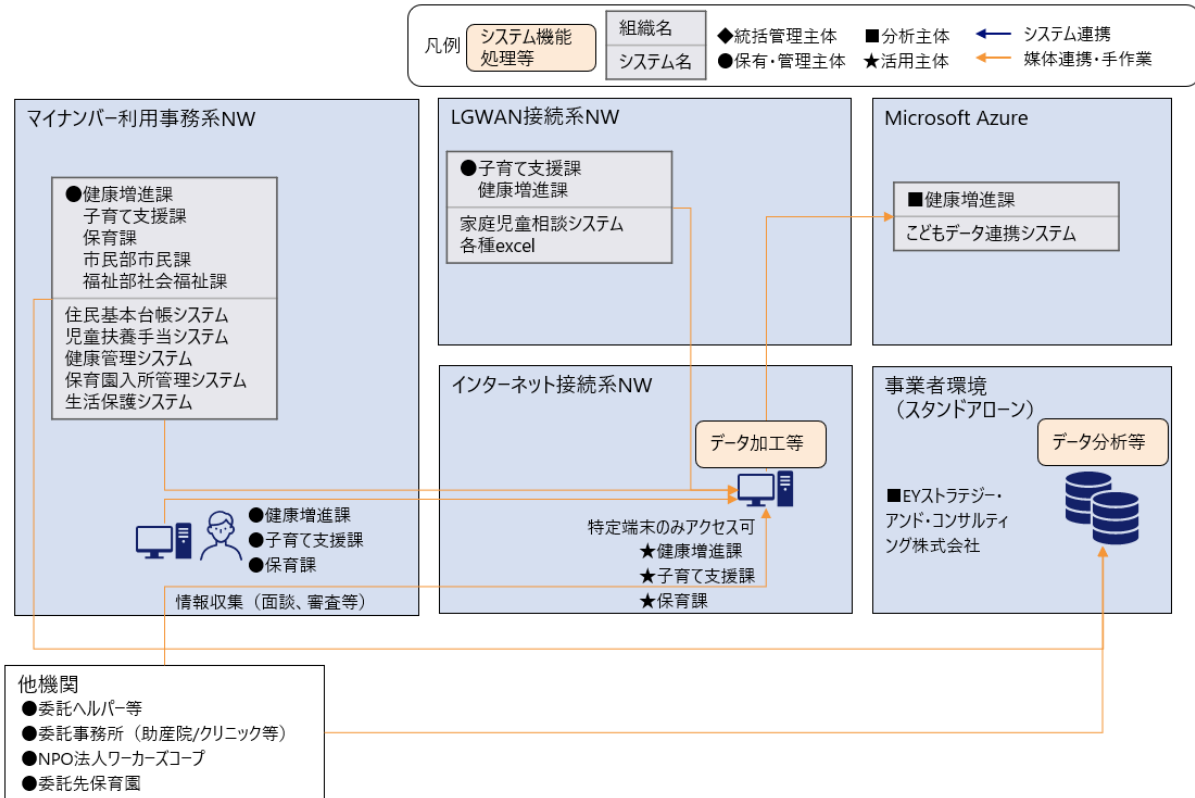 凡例
システム機能
処理等
組織名
システム名
◆統括管理主体
■分析主体
システム連携
●保有・管理主体
★活用主体
媒体連携・手作業
マイナンバー利用事務系NW
●健康増進課
子育て支援課
保育課
市民部市民課
福祉部社会福祉課
住民基本台帳システム
児童扶養手当システム
健康管理システム
保育園入所管理システム
生活保護システム
●健康増進課
●子育て支援課
●保育課
情報収集（面談、審査等）
LGWAN接続系NW
●子育て支援課
健康増進課
家庭児童相談システム
各種excel
Microsoft Azure
■健康増進課
こどもデータ連携システム
インターネット接続系NW
データ加工等
特定端末のみアクセス可
★健康増進課
★子育て支援課
★保育課
事業者環境
（スタンドアローン）
データ分析等
■EYストラテジー・
アンド・コンサルティ
ング株式会社
他機関
●委託ヘルパー等
●委託事務所（助産院/クリニック等）
●NPO法人ワーカーズコープ
●委託先保育園